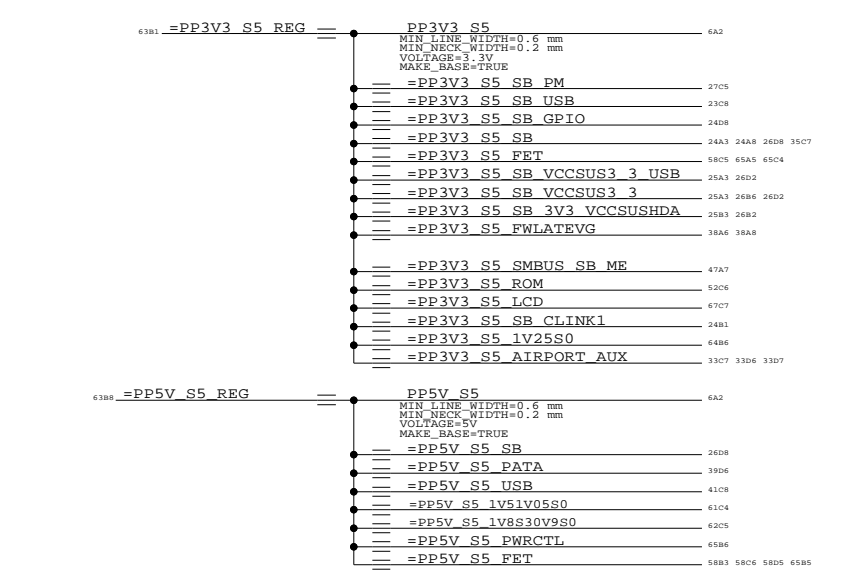 63B1 =PP3V3_S5_REG PP3V3_S5 6A2
MIN_LINE_WIDTH=0.6 mm
MIN_NECK_WIDTH=0.2 mm
VOLTAGE=3.3V
MAKE_BASE=TRUE
=PP3V3_S5_SB_PM 27C5
=PP3V3_S5_SB_USB 23C8
=PP3V3_S5_SB_GPIO 24D8
=PP3V3_S5_SB 24A3 24A8 26D8 35C7
=PP3V3_S5_FET 58C5 65A5 65C4
=PP3V3_S5_SB_VCCSUS3_3_USB 25A3 26D2
=PP3V3_S5_SB_VCCSUS3_3 25A3 26B6 26D2
=PP3V3_S5_SB_3V3_VCCSUSHDA 25B3 26B2
=PP3V3_S5_FWLATEVG 38A6 38A8
=PP3V3_S5_SMBUS_SB_ME 47A7
=PP3V3_S5_ROM 52C6
=PP3V3_S5_LCD 67C7
=PP3V3_S5_SB_CLINK1 24B1
=PP3V3_S5_1V25S0 64B6
=PP3V3_S5_AIRPORT_AUX 33C7 33D6 33D7
63B8 =PP5V_S5_REG PP5V_S5 6A2
MIN_LINE_WIDTH=0.6 mm
MIN_NECK_WIDTH=0.2 mm
VOLTAGE=5V
MAKE_BASE=TRUE
=PP5V_S5_SB 26D8
=PP5V_S5_PATA 39D6
=PP5V_S5_USB 41C8
=PP5V_S5_1V51V05S0 61C4
=PP5V_S5_1V8S30V9S0 62C5
=PP5V_S5_PWRCTL 65B6
=PP5V_S5_FET 58B3 58C6 58D5 65B5